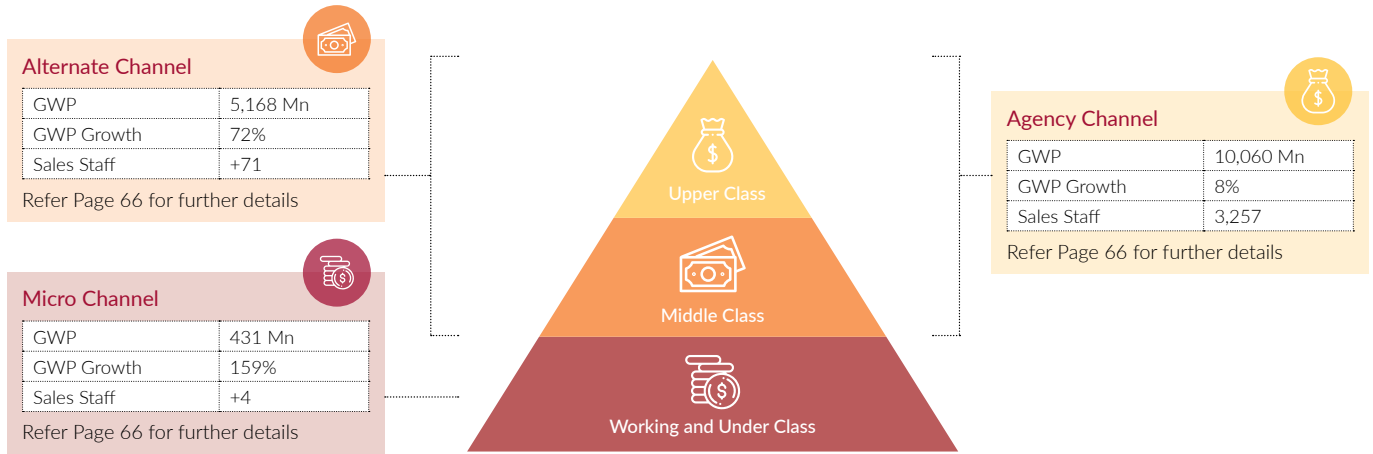 Alternate Channel
GWP 5,168 Mn
GWP Growth 72%
Sales Staff +71
Refer Page 66 for further details
Micro Channel
GWP 431 Mn
GWP Growth 159%
Sales Staff +4
Refer Page 66 for further details
$
Upper Class
Middle Class
$
Working and Under Class
$
Agency Channel
GWP 10,060 Mn
GWP Growth 8%
Sales Staff 3,257
Refer Page 66 for further details